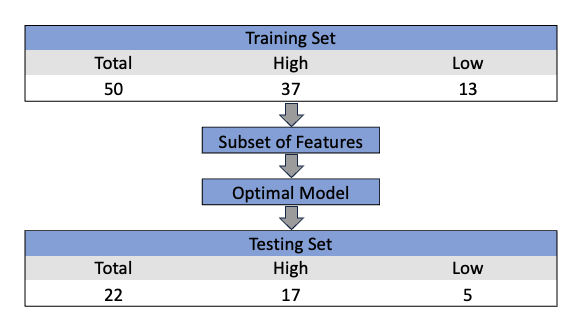 Training Set
Total High Low
50 37 13
Subset of Features
Optimal Model
Testing Set
Total High Low
22 17 5